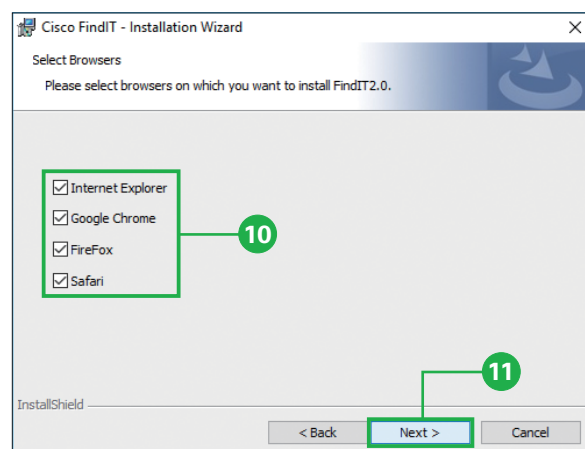 Cisco FindIT - Installation Wizard
Select Browsers
Please select browsers on which you want to install FindIT2.0.
Internet Explorer
Google Chrome
10
FireFox
Safari
11
InstallShield
< Back Next > Cancel